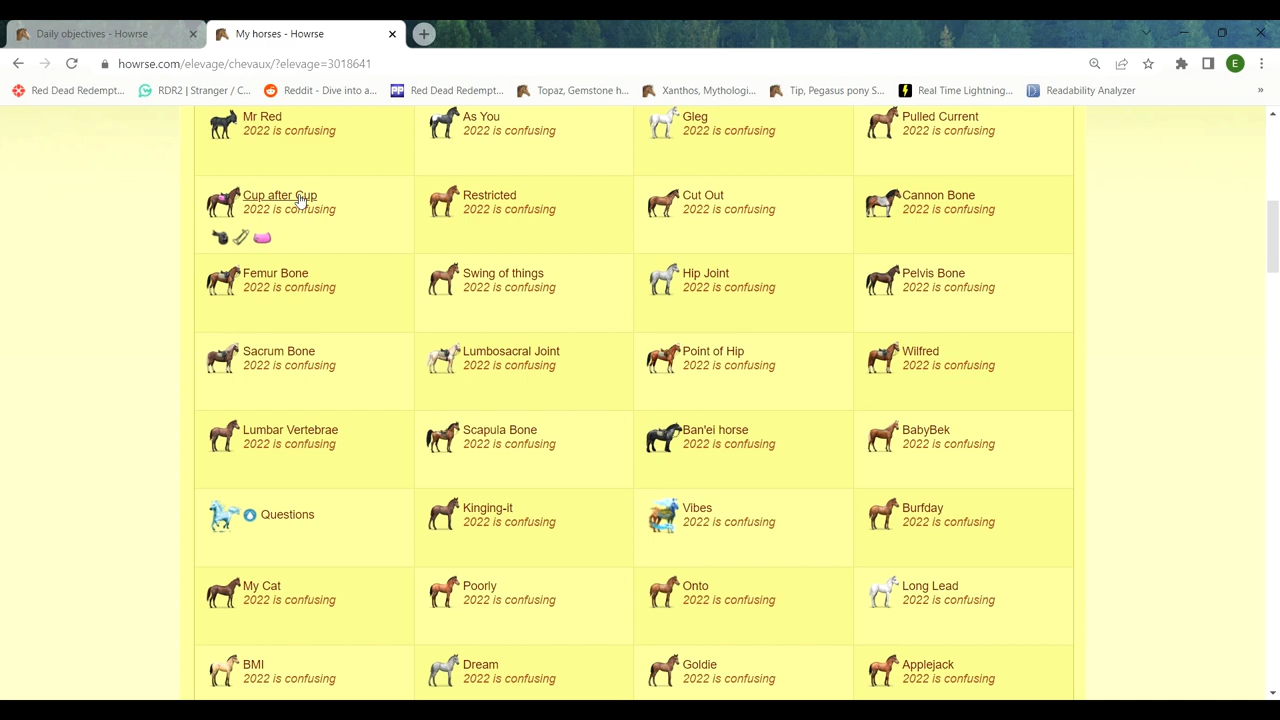 Daily objectives - Howrse
My horses - Howrse
howrse.com/elevage/chevaux/?elevage=3018641
E
Red Dead Redempt...
RDR2 | Stranger / C...
Reddit - Dive into a...
Red Dead Redempt...
Topaz, Gemstone h...
Xanthos, Mythologi...
Tip, Pegasus pony S...
Real Time Lightning...
Readability Analyzer
»
Mr Red
2022 is confusing
As You
2022 is confusing
Gleg
2022 is confusing
Pulled Current
2022 is confusing
Cup after Cup
2022 is confusing
Restricted
2022 is confusing
Cut Out
2022 is confusing
Cannon Bone
2022 is confusing
Femur Bone
2022 is confusing
Swing of things
2022 is confusing
Hip Joint
2022 is confusing
Pelvis Bone
2022 is confusing
Sacrum Bone
2022 is confusing
Lumbosacral Joint
2022 is confusing
Point of Hip
2022 is confusing
Wilfred
2022 is confusing
Lumbar Vertebrae
2022 is confusing
Scapula Bone
2022 is confusing
Ban'ei horse
2022 is confusing
BabyBek
2022 is confusing
Questions
Kinging-it
2022 is confusing
Vibes
2022 is confusing
Burfday
2022 is confusing
My Cat
2022 is confusing
Poorly
2022 is confusing
Onto
2022 is confusing
Long Lead
2022 is confusing
BMI
2022 is confusing
Dream
2022 is confusing
Goldie
2022 is confusing
Applejack
2022 is confusing